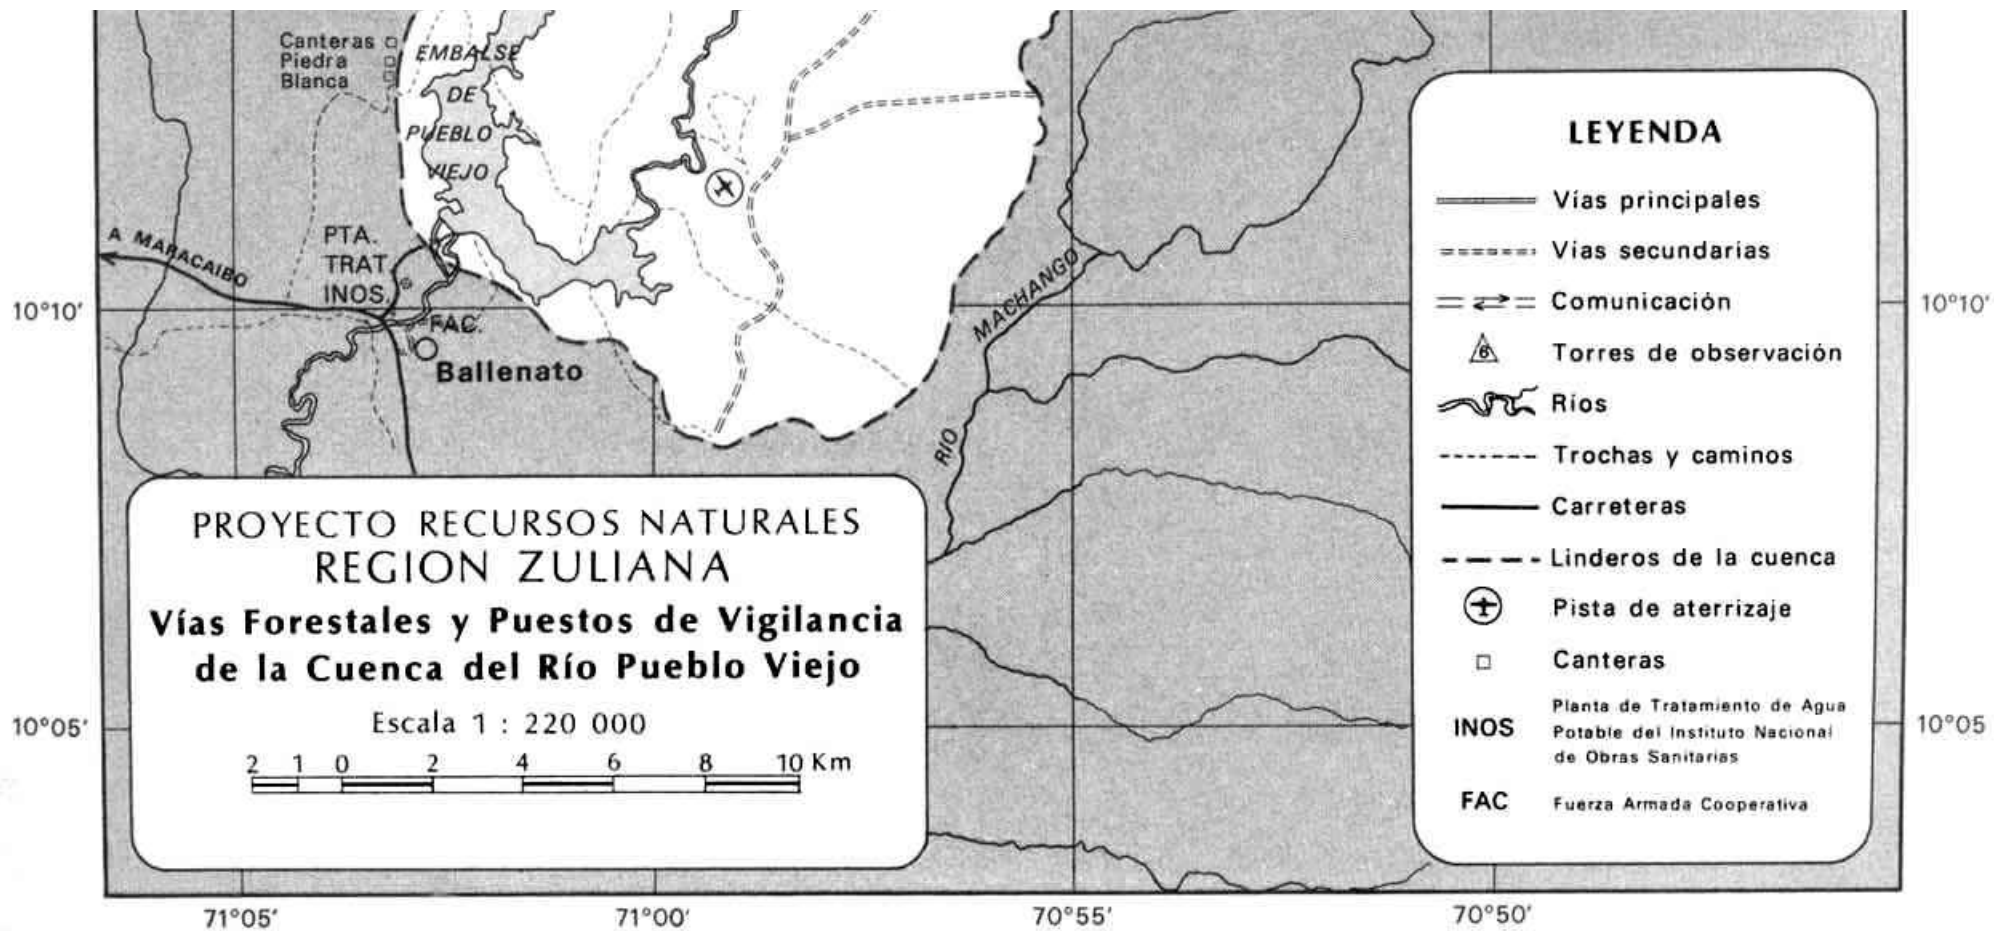 Canteras
Piedra
Blanca
EMBALSE
DE
PUEBLO
VIEJO
A MARACAIBO
PTA.
TRAT.
INOS.
FAC.
Ballenato
10°10'
10°10'
10°05'
10°05
RIO MACHANGO
LEYENDA
Vías principales
Vías secundarías
Comunicación
6 Torres de observación
Ríos
Trochas y caminos
Carreteras
Linderos de la cuenca
Pista de aterrizaje
Canteras
INOS Planta de Tratamiento de Agua
Potable del Instituto Nacional
de Obras Sanitarias
FAC Fuerza Armada Cooperativa
PROYECTO RECURSOS NATURALES
REGION ZULIANA
Vías Forestales y Puestos de Vigilancia
de la Cuenca del Río Pueblo Viejo
Escala 1 : 220 000
2 1 0 2 4 6 8 10 Km
71°05' 71°00' 70°55' 70°50'